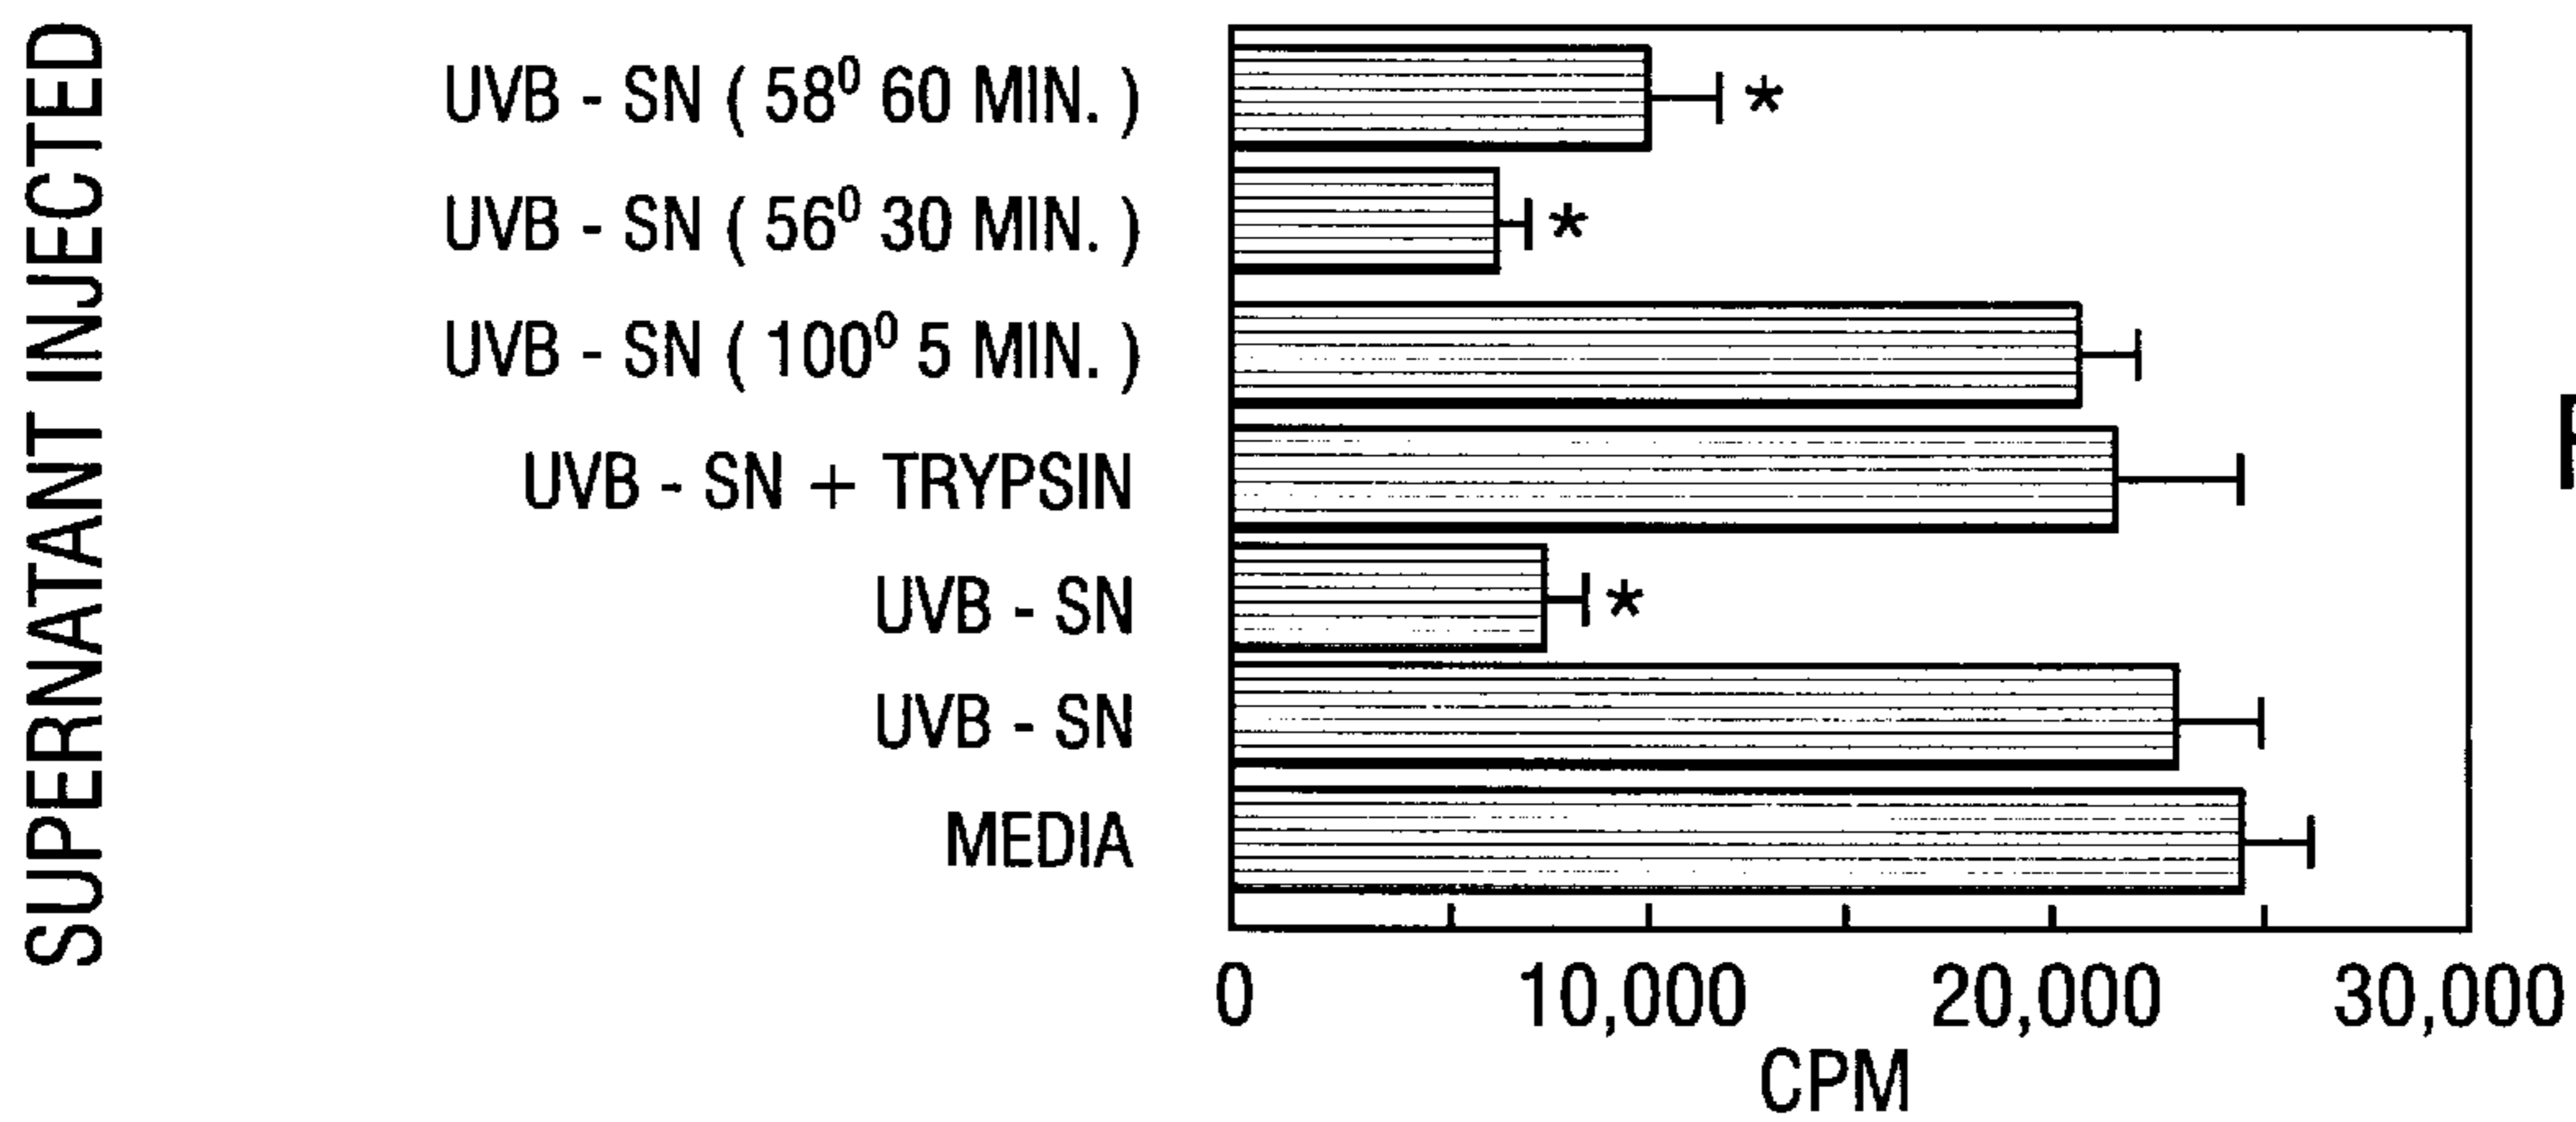 SUPERNATANT INJECTED
UVB - SN ( 58⁰ 60 MIN. ) *
UVB - SN ( 56⁰ 30 MIN. ) *
UVB - SN ( 100⁰ 5 MIN. )
UVB - SN + TRYPSIN
UVB - SN *
UVB - SN
MEDIA
0 10,000 20,000 30,000
CPM